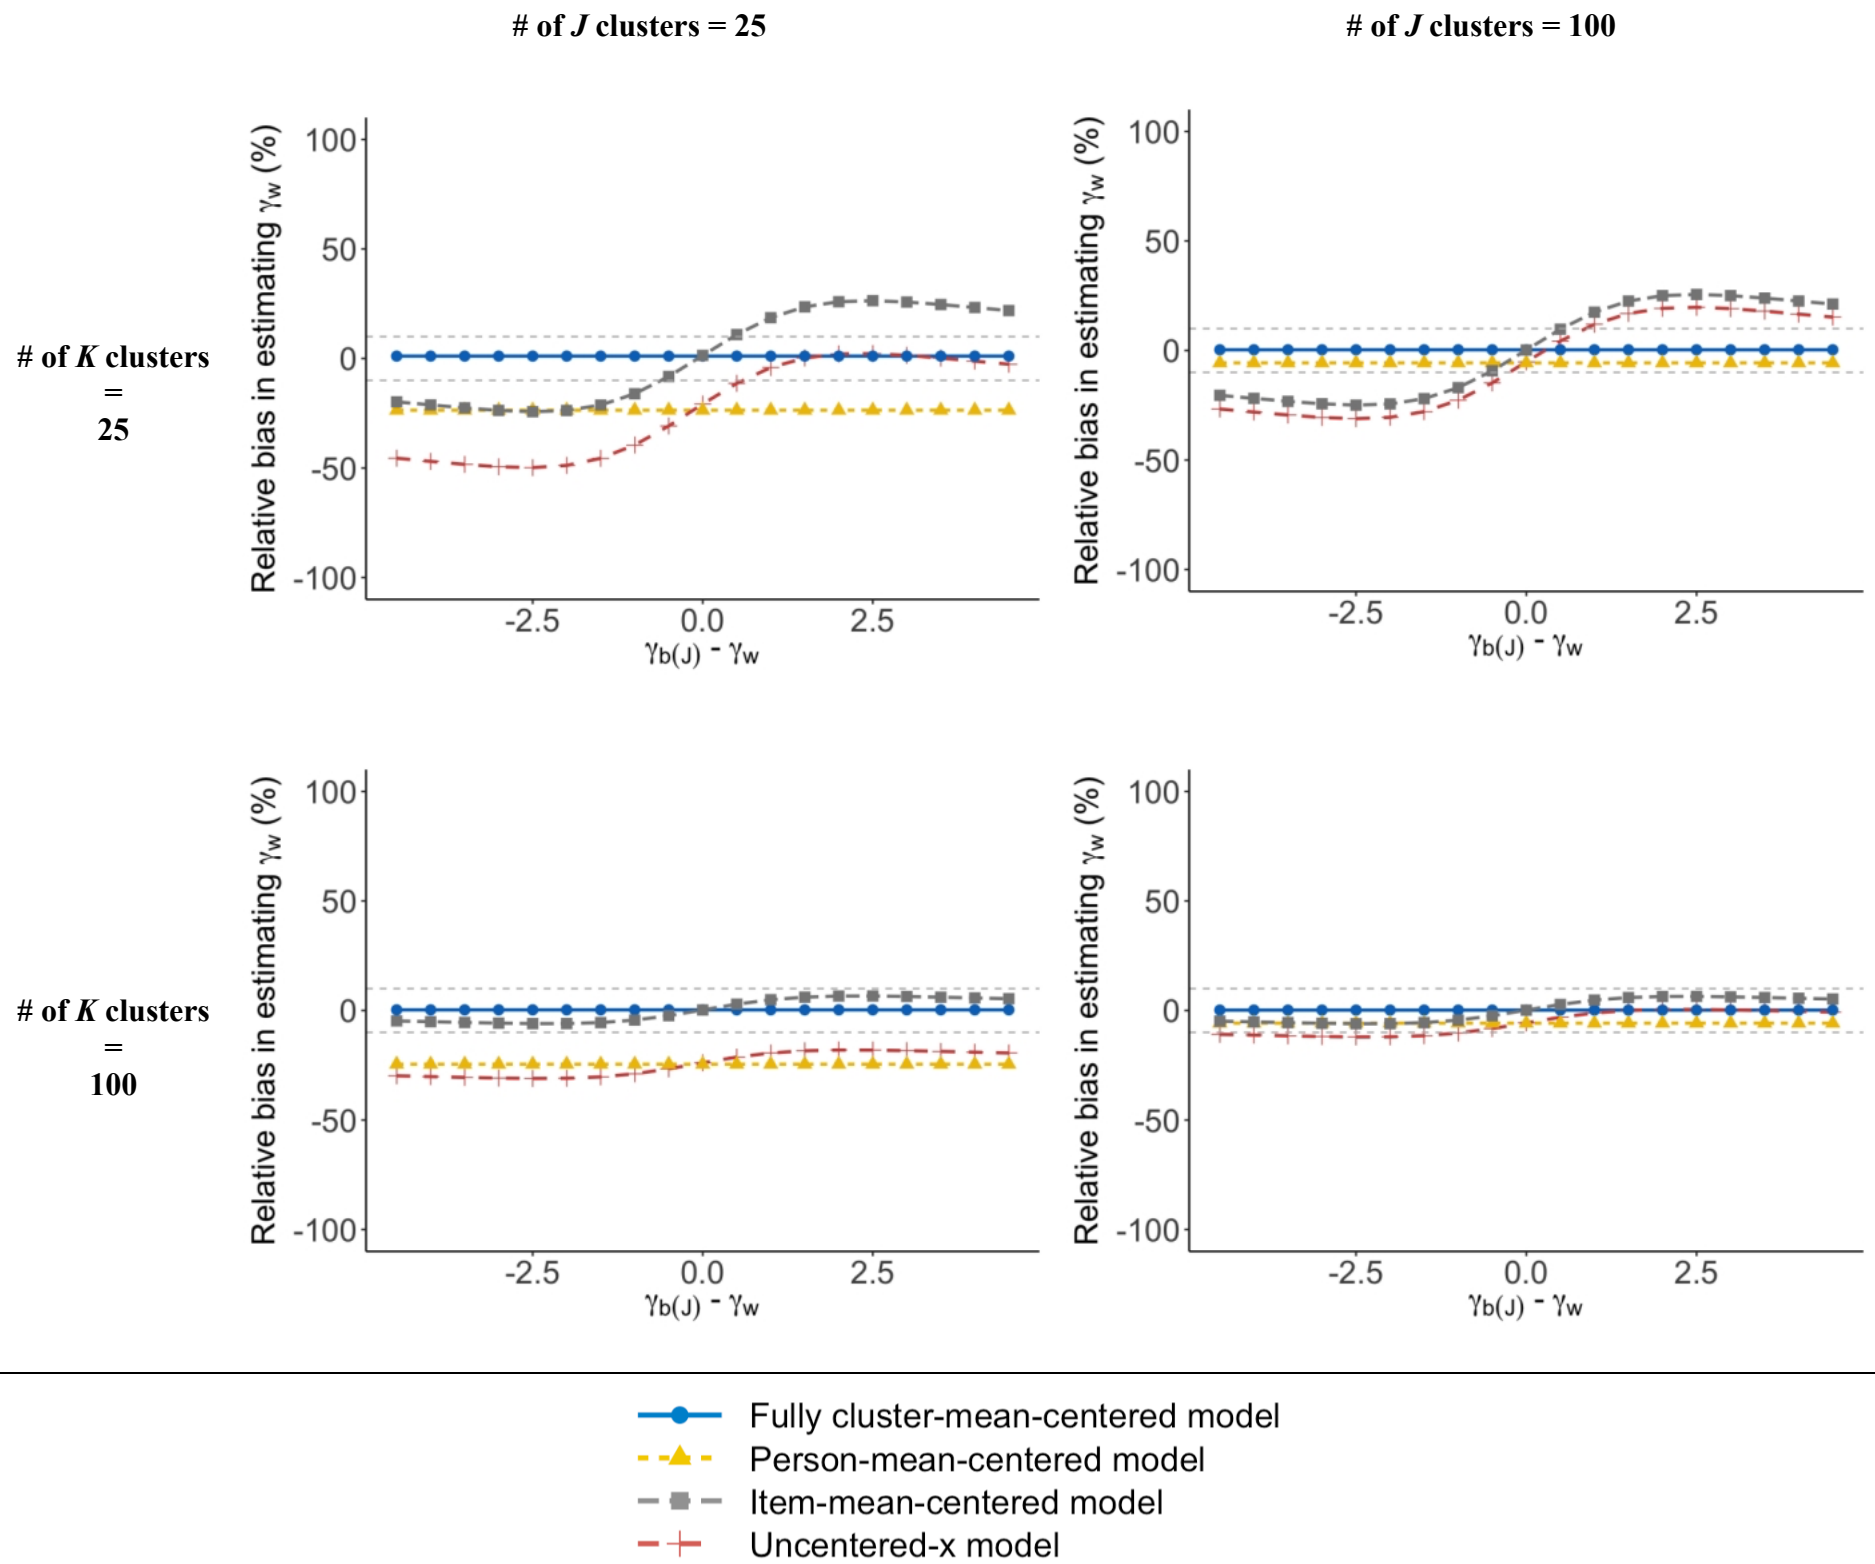 # of J clusters = 25
# of J clusters = 100
# of K clusters
=
25
Relative bias in estimating γw (%)
100
50
0
-50
-100
-2.5
0.0
2.5
γb(J) - γw
Relative bias in estimating γw (%)
100
50
0
-50
-100
-2.5
0.0
2.5
γb(J) - γw
# of K clusters
=
100
Relative bias in estimating γw (%)
100
50
0
-50
-100
-2.5
0.0
2.5
γb(J) - γw
Relative bias in estimating γw (%)
100
50
0
-50
-100
-2.5
0.0
2.5
γb(J) - γw
Fully cluster-mean-centered model
Person-mean-centered model
Item-mean-centered model
Uncentered-x model